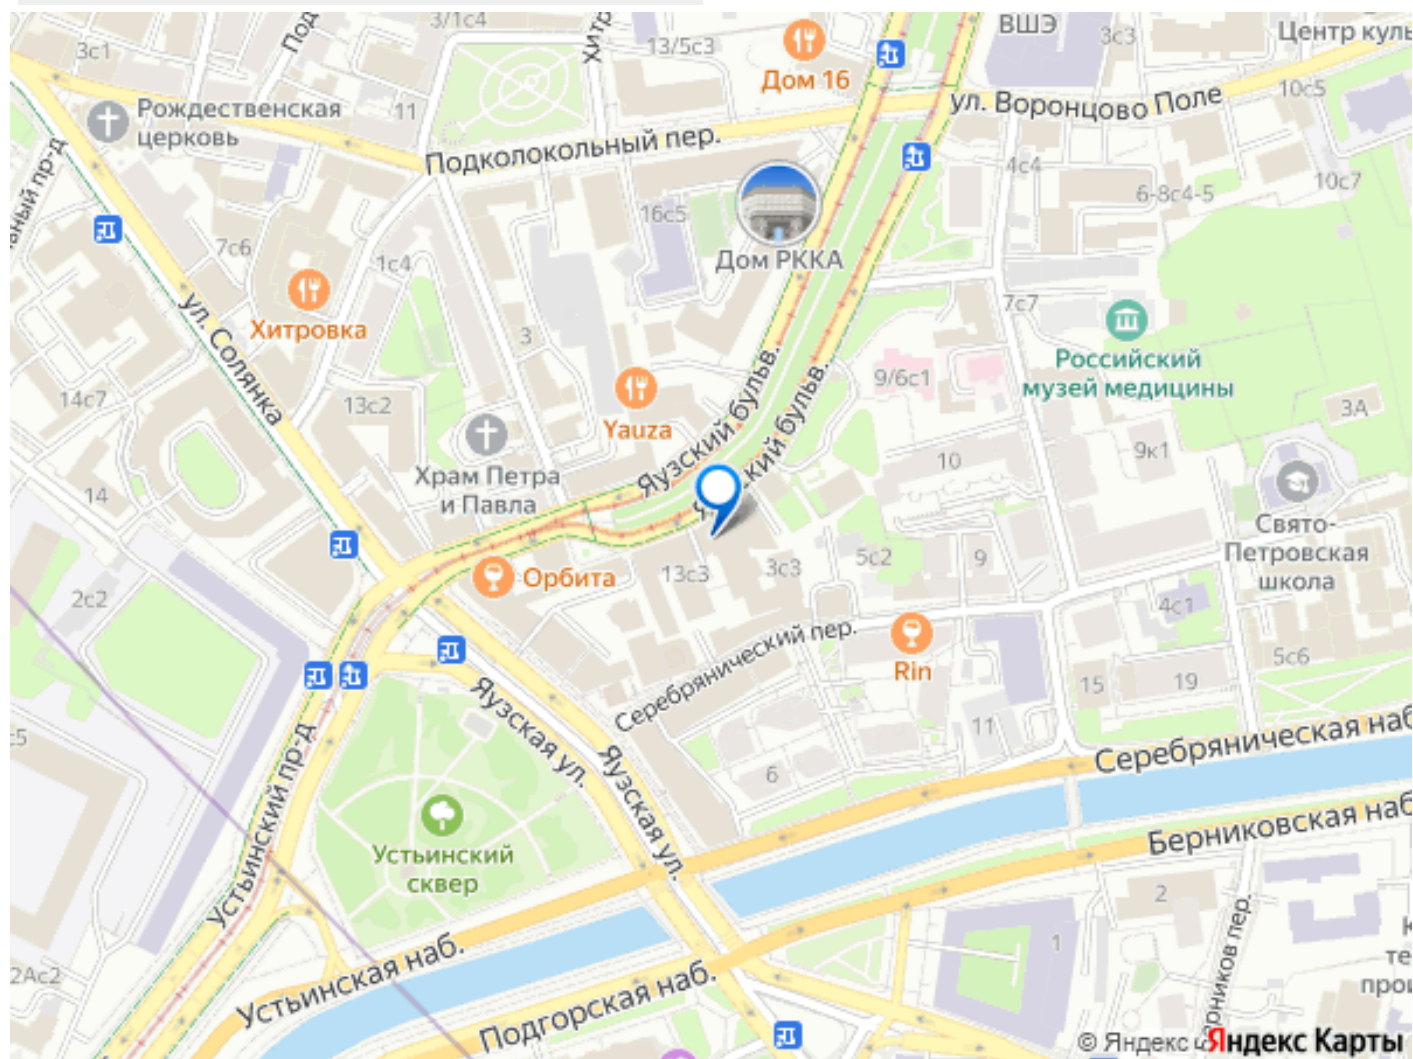 3/1с4
13/5с3
ВШЭ
3с3
Центр куль
3с1
Дом 16
10с5
Рождественская
церковь
11
ул. Воронцово Поле
Подколокольный пер.
4с4
10с7
6-8с4-5
16с5
7с6
1с4
Дом РККА
ул. Солянка
Хитровка
3
7с7
Российский
музей медицины
9/6с1
14с7
13с2
Yauza
Яузский бульв.
3А
Храм Петра
и Павла
10
9к1
14
Свято-
Петровская
школа
Орбита
13с3
3с3
5с2
9
2с2
4с1
Серебрянический пер.
Rin
5с6
15
19
Яузская ул.
11
Серебряническая наб
с5
Устьинский пр-д
Яузская ул.
6
Устьинский
сквер
Берниковская наб
2
1
2Ас2
Устьинская наб.
Подгорская наб.
© Яндекс
Яндекс Карты